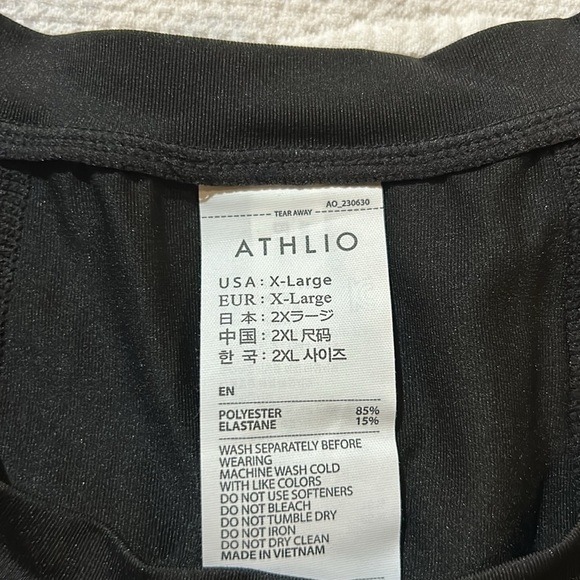 AO_230630
TEAR AWAY
ATHLIO
USA : X-Large
EUR : X-Large
日 本 : 2Xラージ
中国 : 2XL 尺码
한 국 : 2XL 사이즈
EN
POLYESTER 85%
ELASTANE 15%
WASH SEPARATELY BEFORE
WEARING
MACHINE WASH COLD
WITH LIKE COLORS
DO NOT USE SOFTENERS
DO NOT BLEACH
DO NOT TUMBLE DRY
DO NOT IRON
DO NOT DRY CLEAN
MADE IN VIETNAM